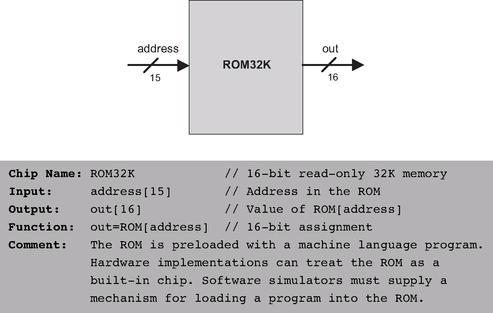 address
out
ROM32K
15
16
Chip Name: ROM32K // 16-bit read-only 32K memory
Input: address[15] // Address in the ROM
Output: out[16] // Value of ROM[address]
Function: out=ROM[address] // 16-bit assignment
Comment: The ROM is preloaded with a machine language program.
Hardware implementations can treat the ROM as a
built-in chip. Software simulators must supply a
mechanism for loading a program into the ROM.